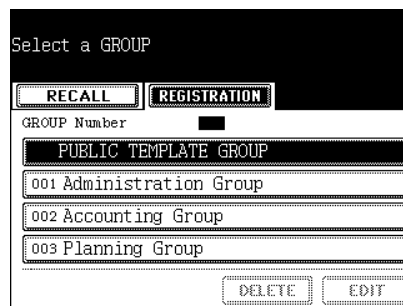 Select a GROUP
RECALL REGISTRATION
GROUP Number
PUBLIC TEMPLATE GROUP
001 Administration Group
002 Accounting Group
003 Planning Group
DELETE EDIT